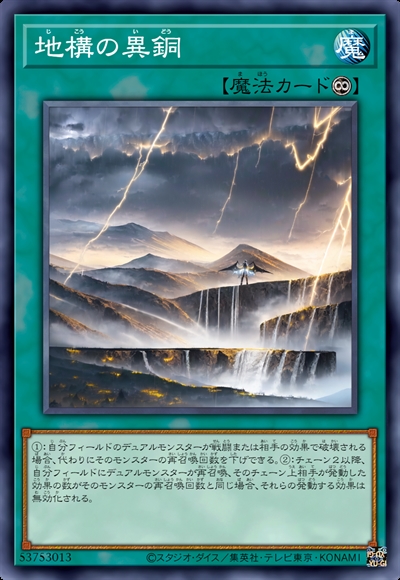 地構の異銅
魔
【魔法カード♾】
①:自分フィールドのデュアルモンスターが戦闘または相手の効果で破壊される
場合、代わりにそのモンスターの再召喚回数を下げできる。②:チェーン2以降、
自分フィールドにデュアルモンスターが再召喚、そのチェーン上相手が発動した
効果の数がそのモンスターの再召喚回数と同じ場合、それらの発動する効果は
無効化される。
53753013
©スタジオ・ダイス/集英社・テレビ東京・KONAMI